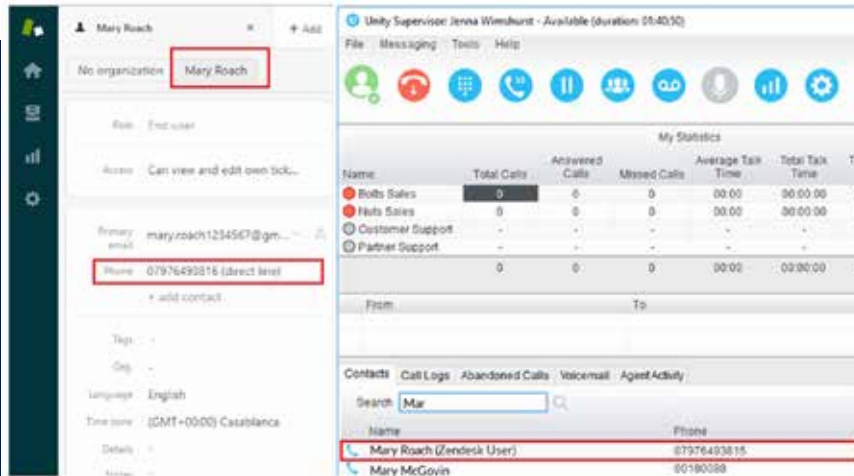 Mary Roach × + Add
No organization Mary Roach
Role End-user
Access Can view and edit own tick...
Primary email mary.roach1234567@gm...
Phone 07976493816 (direct line)
+ add contact
Tags -
Org. -
Language English
Time zone (GMT+00:00) Casablanca
Details -
Notes -
Unity Supervisor: Jenna Wimshurst - Available (duration: 01:40:50)
File Messaging Tools Help
My Statistics
Name Total Calls Answered Calls Missed Calls Average Talk Time Total Talk Time
Bolts Sales 0 0 0 00:00 00:00:00
Nuts Sales 0 0 0 00:00 00:00:00
Customer Support - - - - -
Partner Support - - - - -
0 0 0 00:00 00:00:00
From To
Contacts Call Logs Abandoned Calls Voicemail Agent Activity
Search Mar
Name Phone
Mary Roach (Zendesk User) 07976493816
Mary McGovin